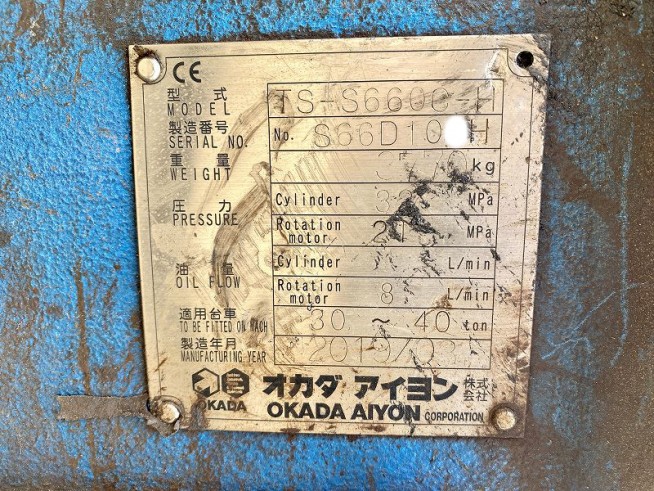 CE
型式 MODEL TS-S660C-H
製造番号 SERIAL NO. No. S66D10 H
重量 WEIGHT kg
圧力 PRESSURE Cylinder MPa
Rotation motor MPa
油量 OIL FLOW Cylinder L/min
Rotation motor 8 L/min
適用台車 TO BE FITTED ON MACH 30 ~ 40 ton
製造年月 MANUFACTURING YEAR
OKADA オカダ アイヨン 株式会社
OKADA AIYON CORPORATION